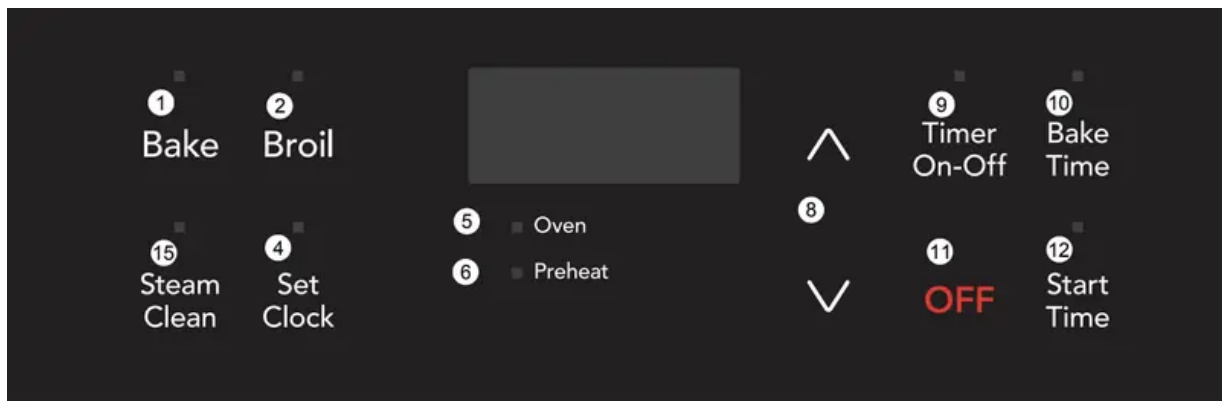 1
Bake
2
Broil
15
Steam
Clean
4
Set
Clock
5
Oven
6
Preheat
8
9
Timer
On-Off
10
Bake
Time
11
OFF
12
Start
Time